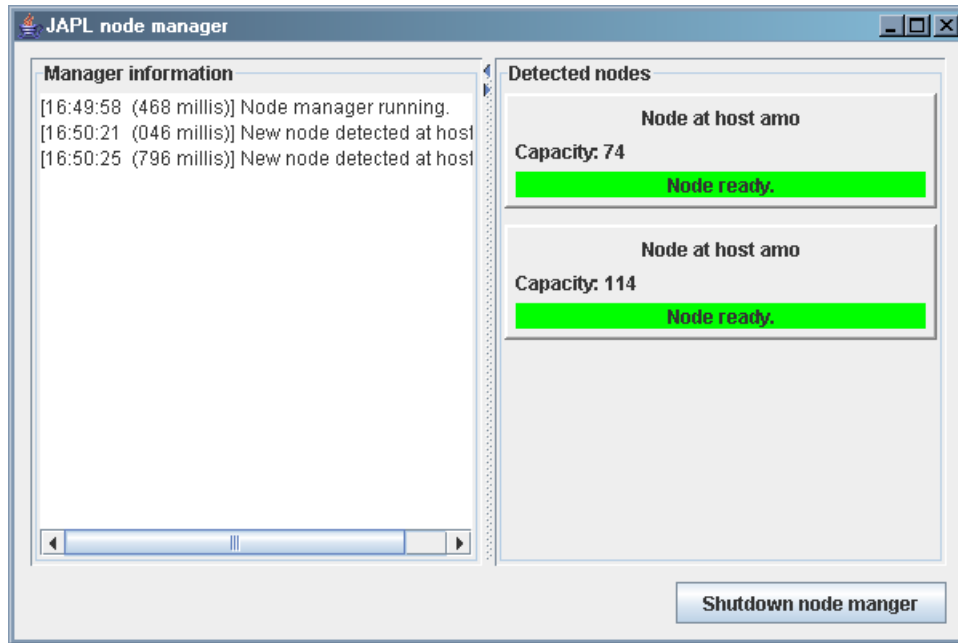 JAPL node manager
Manager information
[16:49:58 (468 millis)] Node manager running.
[16:50:21 (046 millis)] New node detected at host
[16:50:25 (796 millis)] New node detected at host
Detected nodes
Node at host amo
Capacity: 74
Node ready.
Node at host amo
Capacity: 114
Node ready.
Shutdown node manger